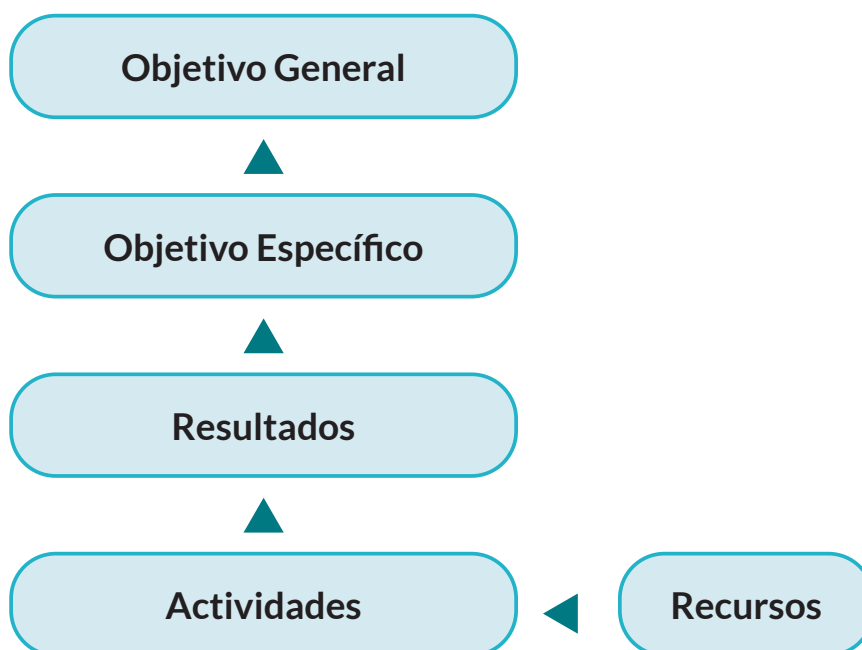 Objetivo General
Objetivo Específico
Resultados
Actividades
Recursos